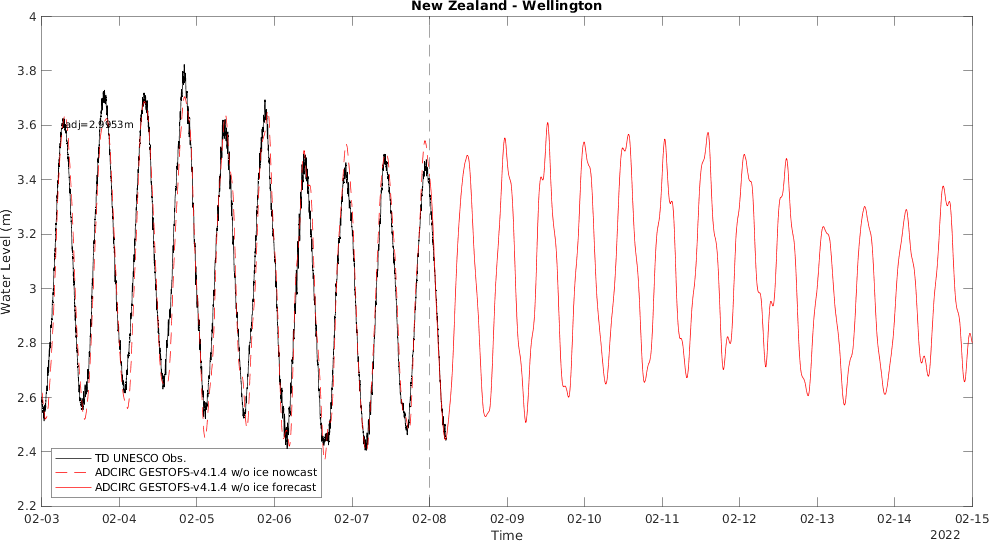 New Zealand - Wellington
4
3.8
3.6
3.4
3.2
3
2.8
2.6
2.4
2.2
Water Level (m)
adj=2.9953m
TD UNESCO Obs.
ADCIRC GESTOFS-v4.1.4 w/o ice nowcast
ADCIRC GESTOFS-v4.1.4 w/o ice forecast
02-03 02-04 02-05 02-06 02-07 02-08 02-09 02-10 02-11 02-12 02-13 02-14 02-15
Time
2022